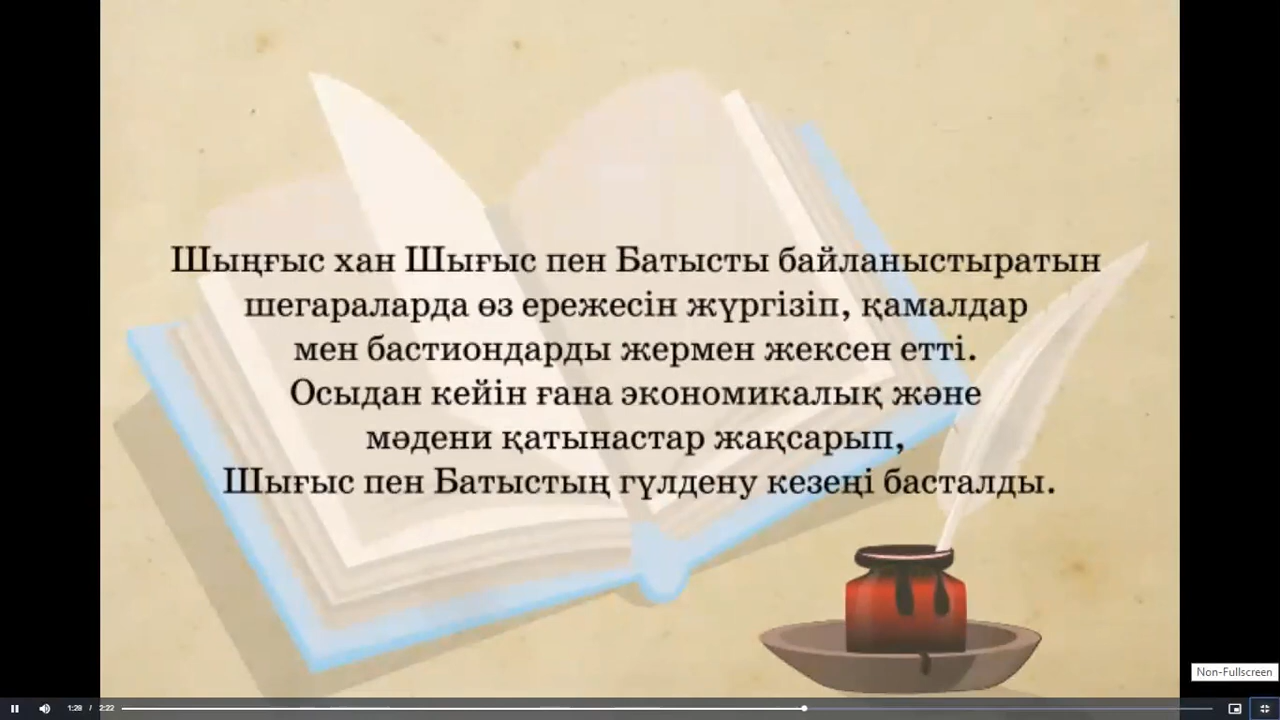 Шыңғыс хан Шығыс пен Батысты байланыстыратын
шегараларда өз ережесін жүргізіп, қамалдар
мен бастиондарды жермен жексен етті.
Осыдан кейін ғана экономикалық және
мәдени қатынастар жақсарып,
Шығыс пен Батыстың гүлдену кезеңі басталды.
Non-Fullscreen
1:28 / 2:22